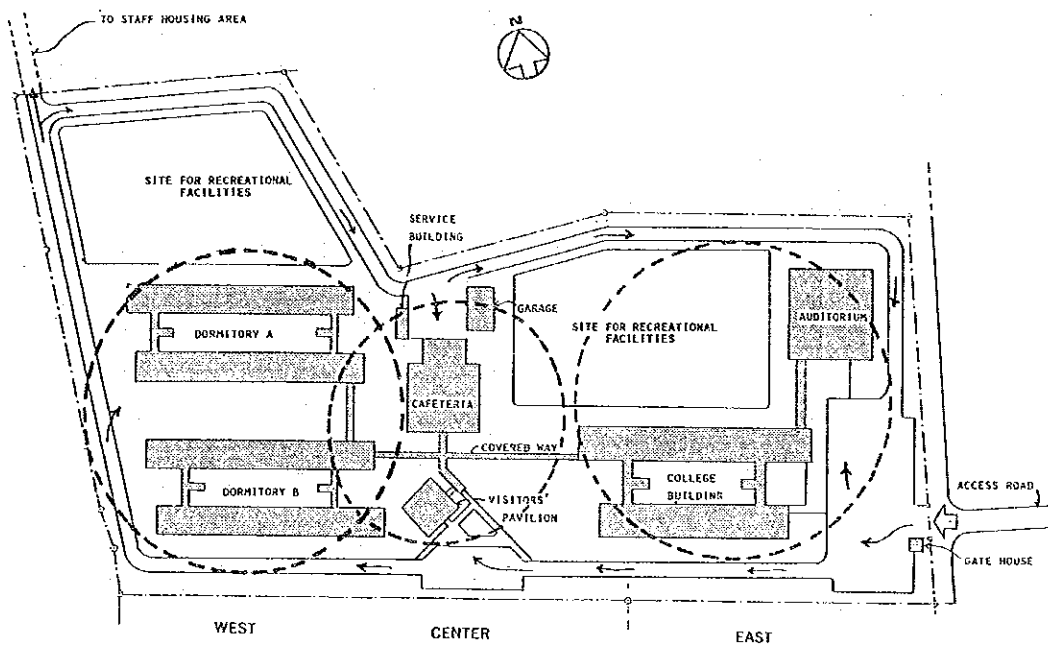 TO STAFF HOUSING AREA
N
SITE FOR RECREATIONAL
FACILITIES
SERVICE
BUILDING
GARAGE
SITE FOR RECREATIONAL
FACILITIES
AUDITORIUM
DORMITORY A
CAFETERIA
COVERED WAY
DORMITORY B
VISITORS'
PAVILION
COLLEGE
BUILDING
ACCESS ROAD
GATE HOUSE
WEST
CENTER
EAST